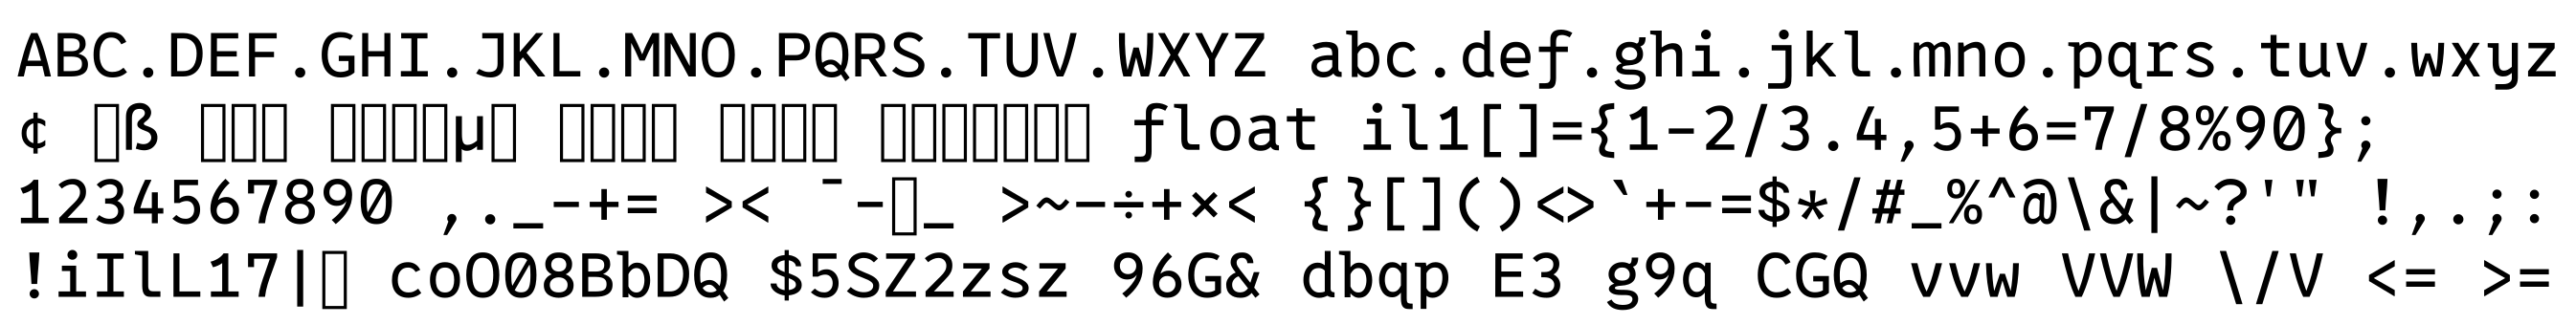 ABC.DEF.GHI.JKL.MNO.PQRS.TUV.WXYZ abc.def.ghi.jkl.mno.pqrs.tuv.wxyz
¢ ▯ß ▯▯▯ ▯▯▯▯µ▯ ▯▯▯▯ ▯▯▯▯ ▯▯▯▯▯▯▯ float il1[]={1-2/3.4,5+6=7/8%90};
1234567890 ,._-+= >< ¯-▯_ >~−÷+×< {}[]()<>`+-=$*/#_%^@\&|~?'" !,.;:
!iIlL17|▯ coO08BbDQ $5SZ2zsz 96G& dbqp E3 g9q CGQ vvw VVW \/V <= >=